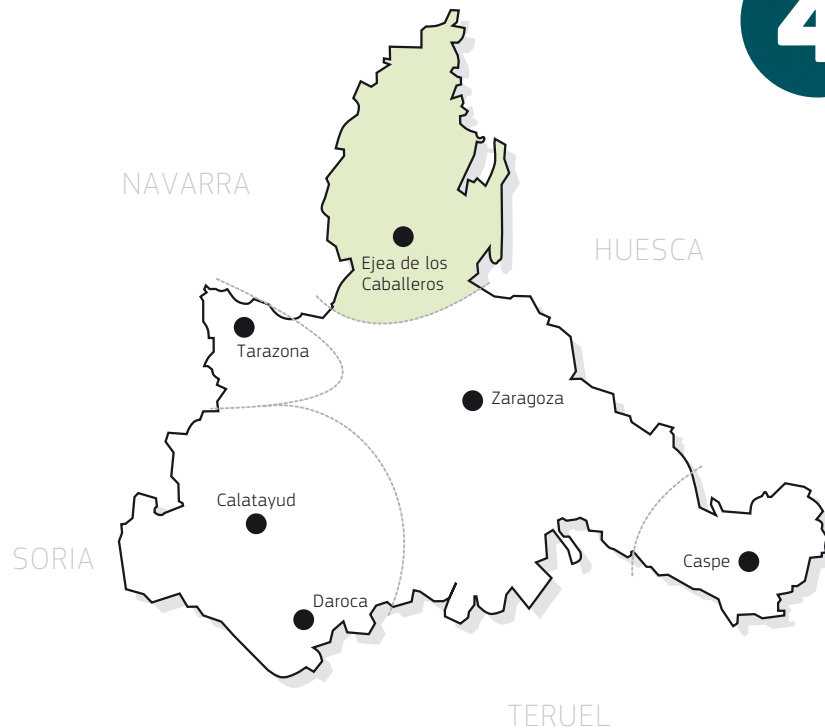 4
NAVARRA
HUESCA
Ejea de los
Caballeros
Tarazona
Zaragoza
Calatayud
SORIA
Caspe
Daroca
TERUEL